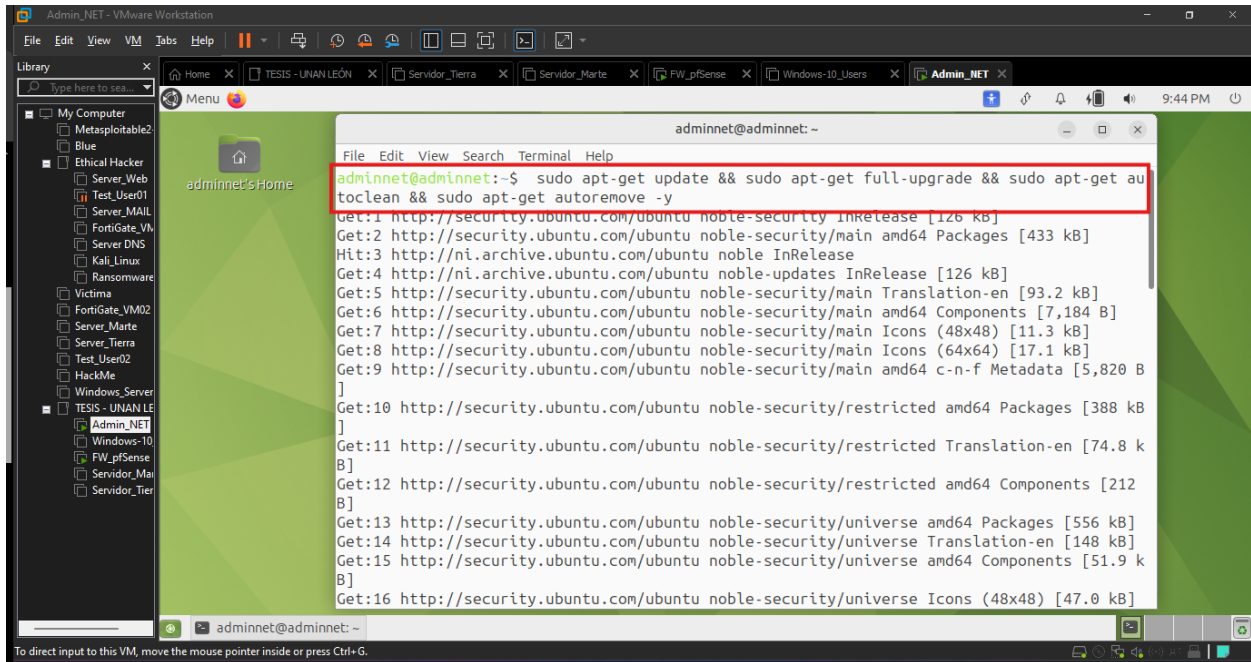 Admin_NET - VMware Workstation
File Edit View VM Tabs Help
Library
Type here to sea...
My Computer
Metasploitable2-
Blue
Ethical Hacker
Server_Web
Test_User01
Server_MAIL
FortiGate_VM
Server DNS
Kali_Linux
Ransomware
Victima
FortiGate_VM02
Server_Marte
Server_Tierra
Test_User02
HackMe
Windows_Server
TESIS - UNAN LE
Admin_NET
Windows-10
FW_pfSense
Servidor_Mar
Servidor_Tier
Home
TESIS - UNAN LEÓN
Servidor_Tierra
Servidor_Marte
FW_pfSense
Windows-10_Users
Admin_NET
Menu
9:44 PM
adminnet's Home
adminnet@adminnet: ~
File Edit View Search Terminal Help
adminnet@adminnet:~$ sudo apt-get update && sudo apt-get full-upgrade && sudo apt-get au
toclean && sudo apt-get autoremove -y
Get:1 http://security.ubuntu.com/ubuntu noble-security InRelease [126 kB]
Get:2 http://security.ubuntu.com/ubuntu noble-security/main amd64 Packages [433 kB]
Hit:3 http://ni.archive.ubuntu.com/ubuntu noble InRelease
Get:4 http://ni.archive.ubuntu.com/ubuntu noble-updates InRelease [126 kB]
Get:5 http://security.ubuntu.com/ubuntu noble-security/main Translation-en [93.2 kB]
Get:6 http://security.ubuntu.com/ubuntu noble-security/main amd64 Components [7,184 B]
Get:7 http://security.ubuntu.com/ubuntu noble-security/main Icons (48x48) [11.3 kB]
Get:8 http://security.ubuntu.com/ubuntu noble-security/main Icons (64x64) [17.1 kB]
Get:9 http://security.ubuntu.com/ubuntu noble-security/main amd64 c-n-f Metadata [5,820 B
]
Get:10 http://security.ubuntu.com/ubuntu noble-security/restricted amd64 Packages [388 kB
]
Get:11 http://security.ubuntu.com/ubuntu noble-security/restricted Translation-en [74.8 k
B]
Get:12 http://security.ubuntu.com/ubuntu noble-security/restricted amd64 Components [212
B]
Get:13 http://security.ubuntu.com/ubuntu noble-security/universe amd64 Packages [556 kB]
Get:14 http://security.ubuntu.com/ubuntu noble-security/universe Translation-en [148 kB]
Get:15 http://security.ubuntu.com/ubuntu noble-security/universe amd64 Components [51.9 k
B]
Get:16 http://security.ubuntu.com/ubuntu noble-security/universe Icons (48x48) [47.0 kB]
adminnet@adminnet: ~
To direct input to this VM, move the mouse pointer inside or press Ctrl+G.